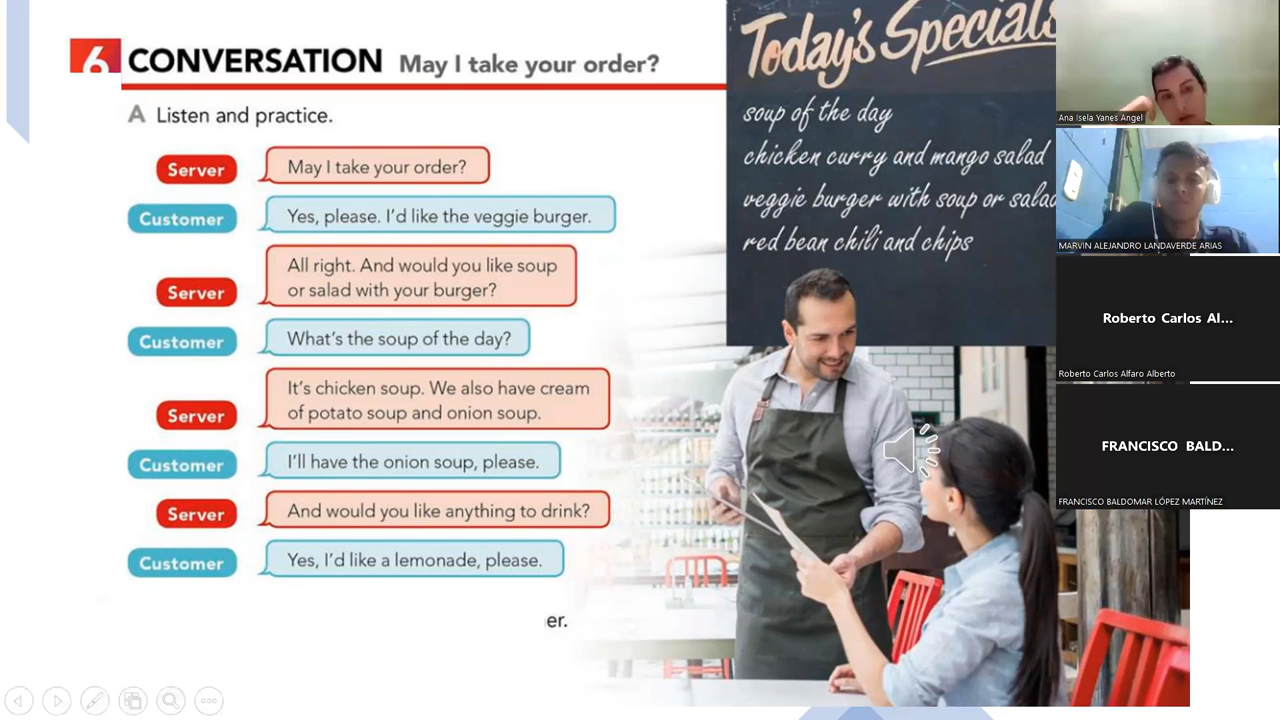 6 CONVERSATION May I take your order?
A Listen and practice.
Server May I take your order?
Customer Yes, please. I'd like the veggie burger.
Server All right. And would you like soup
or salad with your burger?
Customer What's the soup of the day?
Server It's chicken soup. We also have cream
of potato soup and onion soup.
Customer I'll have the onion soup, please.
Server And would you like anything to drink?
Customer Yes, I'd like a lemonade, please.
er.
Today's Specials
soup of the day
chicken curry and mango salad
veggie burger with soup or salad
red bean chili and chips
Ana Isela Yanes Angel
MARVIN ALEJANDRO LANDAVERDE ARIAS
Roberto Carlos Al...
Roberto Carlos Alfaro Alberto
FRANCISCO BALD...
FRANCISCO BALDOMAR LÓPEZ MARTÍNEZ